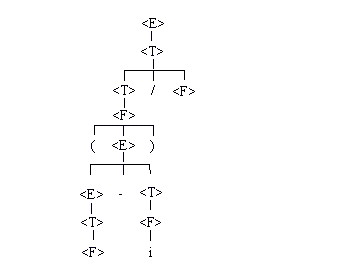 <E>
<T>
<T> / <F>
<F>
( <E> )
<E> - <T>
<T> <F>
<F> i